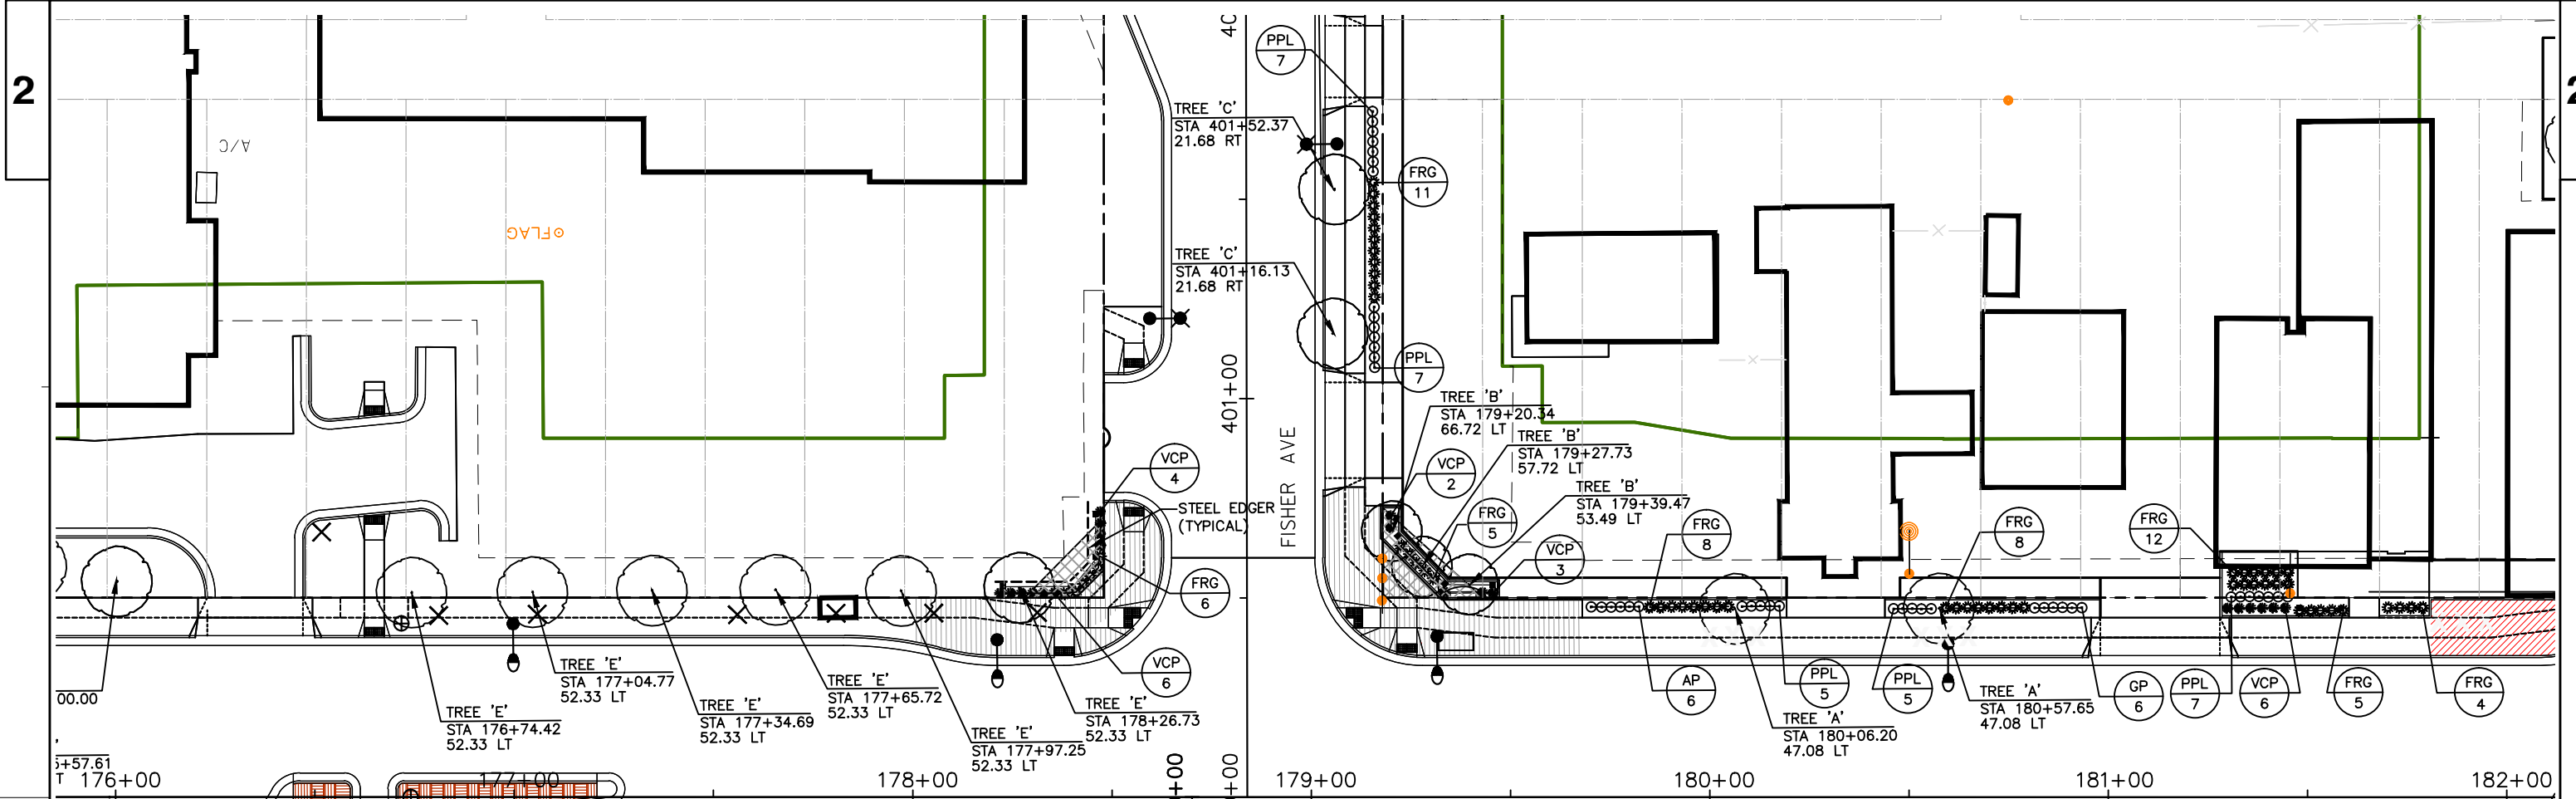 2
PPL
7
TREE 'C'
STA 401+52.37
21.68 RT
FRG
11
A/C
FLAG
TREE 'C'
STA 401+16.13
21.68 RT
PPL
7
401+00
FISHER AVE
TREE 'B'
STA 179+20.34
66.72 LT
TREE 'B'
STA 179+27.73
57.72 LT
TREE 'B'
STA 179+39.47
53.49 LT
VCP
4
VCP
2
STEEL EDGER
(TYPICAL)
FRG
5
FRG
8
FRG
8
FRG
12
VCP
3
FRG
6
VCP
6
00.00
TREE 'E'
STA 176+74.42
52.33 LT
TREE 'E'
STA 177+04.77
52.33 LT
TREE 'E'
STA 177+34.69
52.33 LT
TREE 'E'
STA 177+65.72
52.33 LT
TREE 'E'
STA 177+97.25
52.33 LT
TREE 'E'
STA 178+26.73
52.33 LT
AP
6
PPL
5
PPL
5
GP
6
PPL
7
VCP
6
FRG
5
FRG
4
TREE 'A'
STA 180+06.20
47.08 LT
TREE 'A'
STA 180+57.65
47.08 LT
+57.61
T
176+00
177+00
178+00
+00
+00
179+00
180+00
181+00
182+00